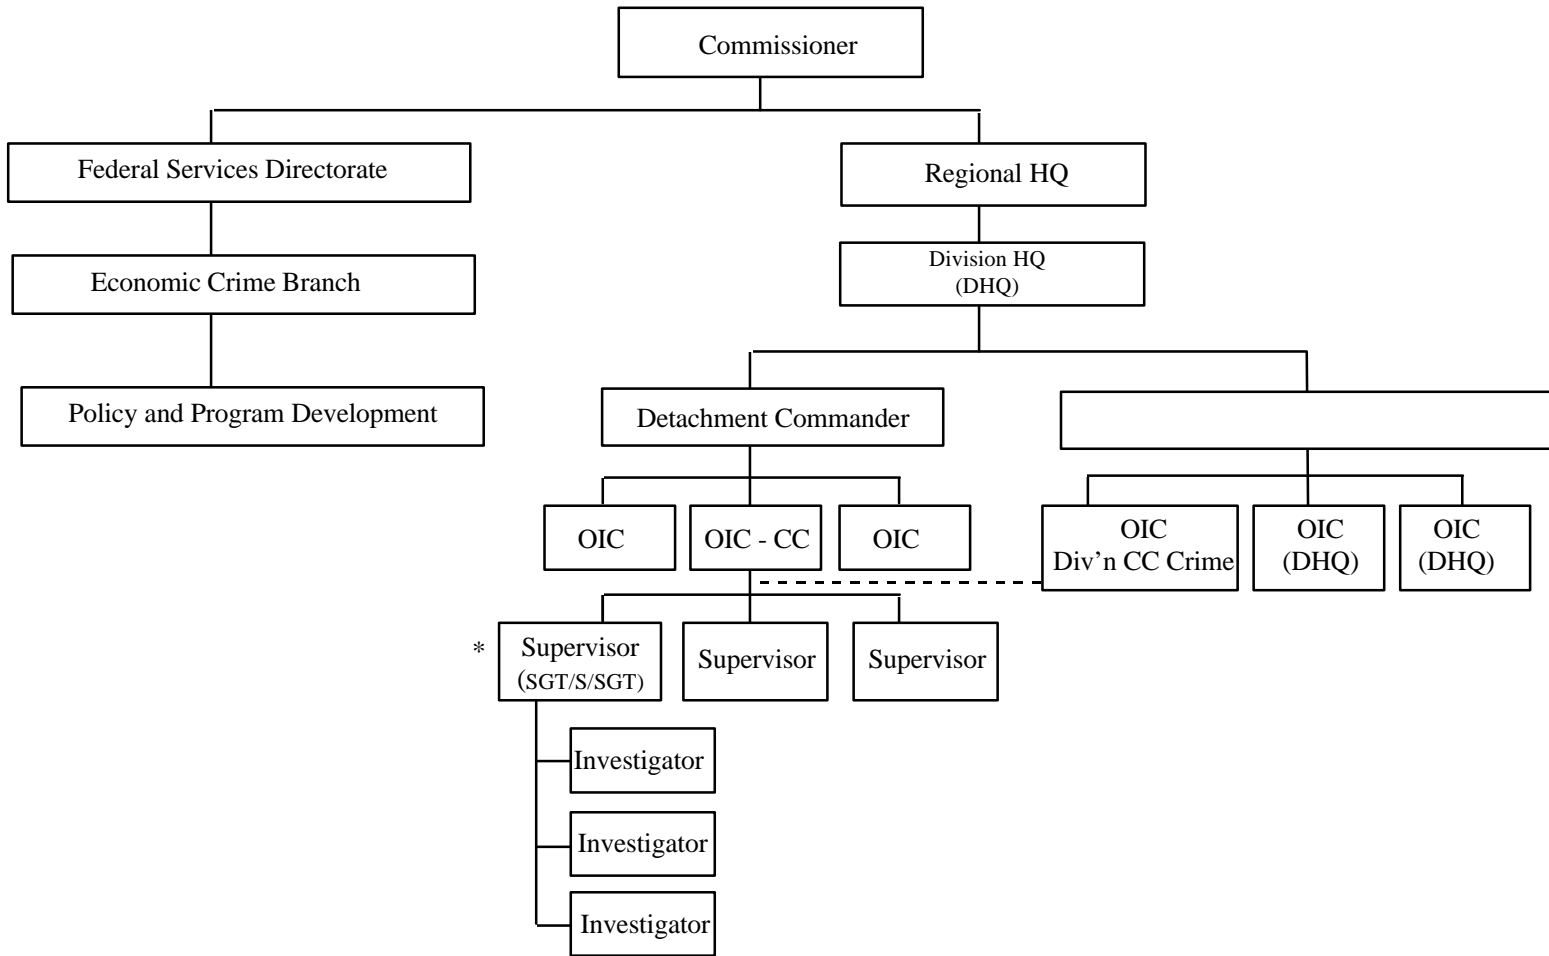 Commissioner
Federal Services Directorate
Regional HQ
Economic Crime Branch
Division HQ
(DHQ)
Policy and Program Development
Detachment Commander
OIC
OIC - CC
OIC
OIC
Div’n CC Crime
OIC
(DHQ)
OIC
(DHQ)
*
Supervisor
(SGT/S/SGT)
Supervisor
Supervisor
Investigator
Investigator
Investigator